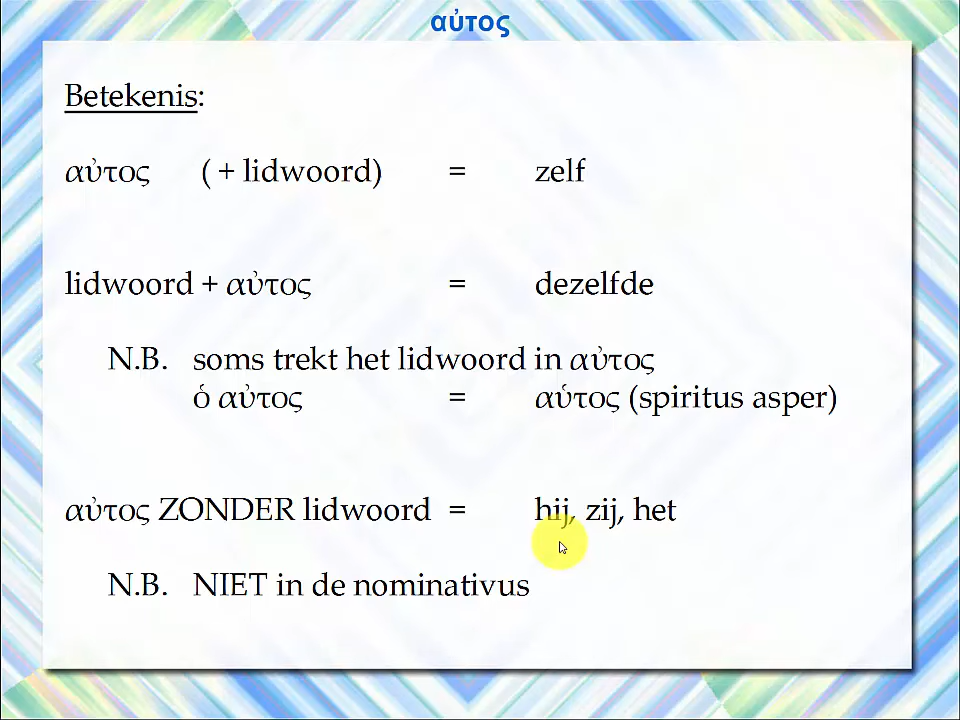 αὐτος
Betekenis:
αὐτος ( + lidwoord) = zelf
lidwoord + αὐτος = dezelfde
N.B. soms trekt het lidwoord in αὐτος
ὁ αὐτος = αὑτος (spiritus asper)
αὐτος ZONDER lidwoord = hij, zij, het
N.B. NIET in de nominativus